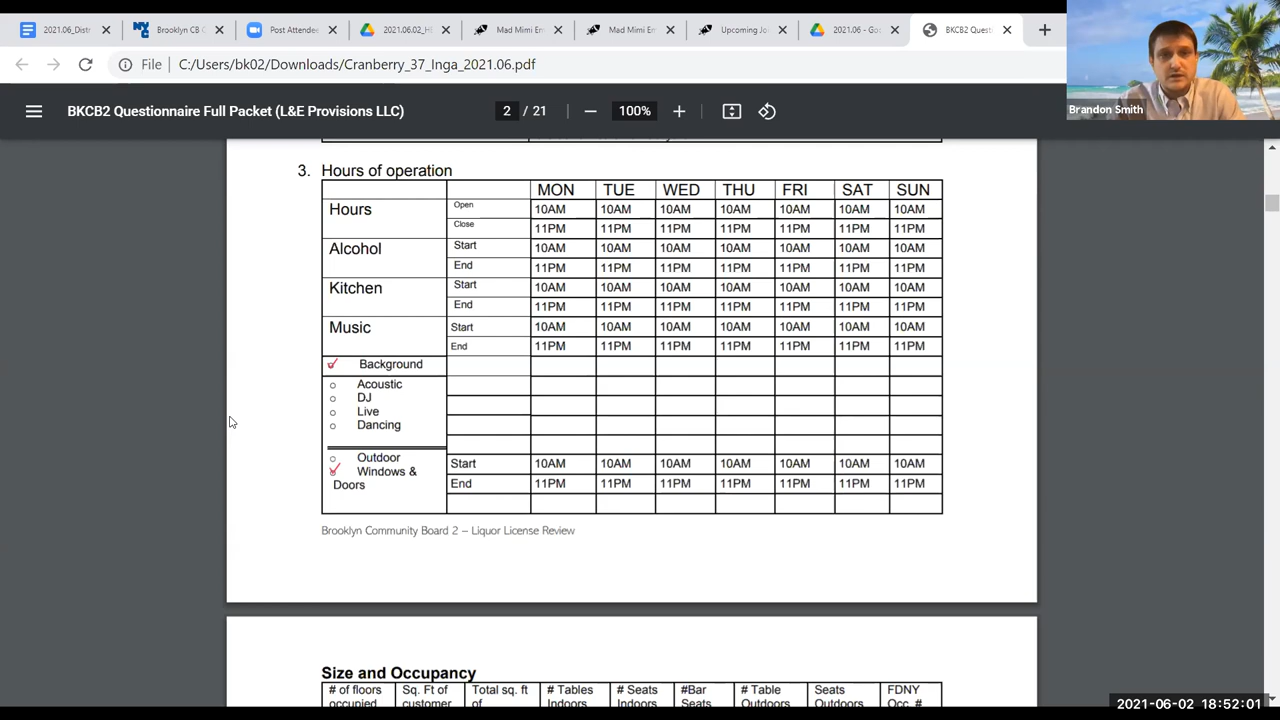 2021.06_Distr
Brooklyn CB C
Post Attendee
2021.06.02_H
Mad Mimi Em
Mad Mimi Em
Upcoming Jo
2021.06 - Goo
BKCB2 Questi
File C:/Users/bk02/Downloads/Cranberry_37_Inga_2021.06.pdf
Brandon Smith
BKCB2 Questionnaire Full Packet (L&E Provisions LLC) 2 / 21 100%
3. Hours of operation
MON TUE WED THU FRI SAT SUN
Hours Open 10AM 10AM 10AM 10AM 10AM 10AM 10AM
Close 11PM 11PM 11PM 11PM 11PM 11PM 11PM
Alcohol Start 10AM 10AM 10AM 10AM 10AM 10AM 10AM
End 11PM 11PM 11PM 11PM 11PM 11PM 11PM
Kitchen Start 10AM 10AM 10AM 10AM 10AM 10AM 10AM
End 11PM 11PM 11PM 11PM 11PM 11PM 11PM
Music Start 10AM 10AM 10AM 10AM 10AM 10AM 10AM
End 11PM 11PM 11PM 11PM 11PM 11PM 11PM
Background
Acoustic
DJ
Live
Dancing
Outdoor
Windows & Start 10AM 10AM 10AM 10AM 10AM 10AM 10AM
Doors End 11PM 11PM 11PM 11PM 11PM 11PM 11PM
Brooklyn Community Board 2 – Liquor License Review
Size and Occupancy
# of floors Sq. Ft of Total sq. ft # Tables # Seats #Bar # Table Seats FDNY
occupied customer of Indoors Indoors Seats Outdoors Outdoors Occ. #
2021-06-02 18:52:01